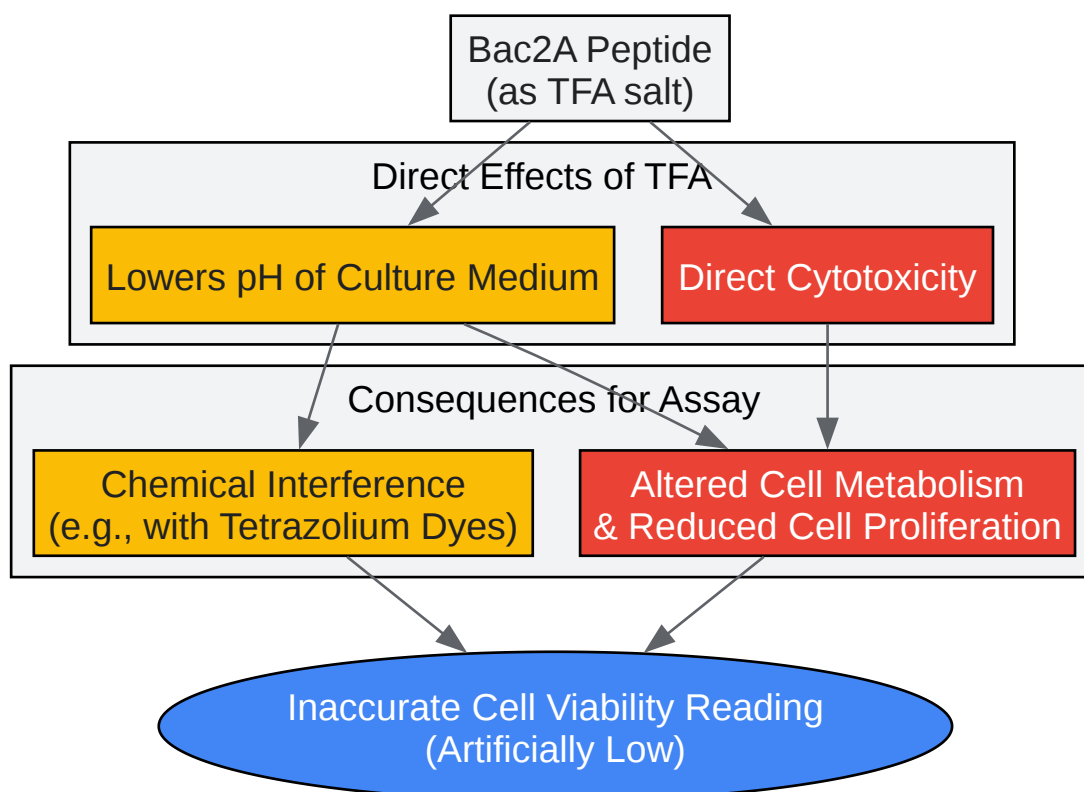 Bac2A Peptide
(as TFA salt)
Direct Effects of TFA
Lowers pH of Culture Medium
Direct Cytotoxicity
Consequences for Assay
Chemical Interference
(e.g., with Tetrazolium Dyes)
Altered Cell Metabolism
& Reduced Cell Proliferation
Inaccurate Cell Viability Reading
(Artificially Low)